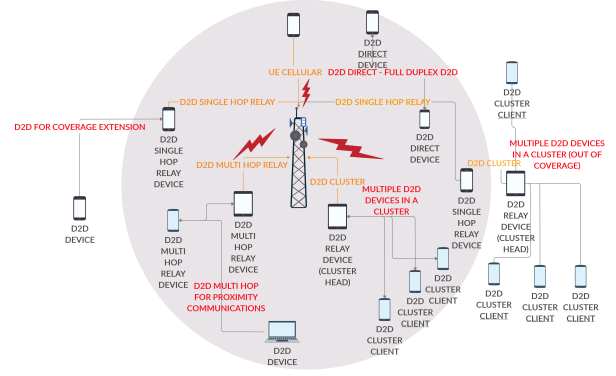 D2D
DIRECT
DEVICE
UE CELLULAR
D2D DIRECT - FULL DUPLEX D2D
D2D SINGLE HOP RELAY
D2D SINGLE HOP RELAY
D2D
CLUSTER
CLIENT
D2D FOR COVERAGE EXTENSION
D2D
SINGLE
HOP
RELAY
DEVICE
D2D
DIRECT
DEVICE
MULTIPLE D2D DEVICES
IN A CLUSTER (OUT OF
COVERAGE)
D2D CLUSTER
D2D MULTI HOP RELAY
D2D CLUSTER
MULTIPLE D2D
DEVICES IN A
CLUSTER
D2D
SINGLE
HOP
RELAY
DEVICE
D2D
RELAY
DEVICE
(CLUSTER
HEAD)
D2D
DEVICE
D2D
MULTI
HOP
RELAY
DEVICE
D2D
MULTI
HOP
RELAY
DEVICE
D2D
RELAY
DEVICE
(CLUSTER
HEAD)
D2D
CLUSTER
CLIENT
D2D
CLUSTER
CLIENT
D2D
CLUSTER
CLIENT
D2D
CLUSTER
CLIENT
D2D
CLUSTER
CLIENT
D2D
CLUSTER
CLIENT
D2D MULTI HOP
FOR PROXIMITY
COMMUNICATIONS
D2D
DEVICE